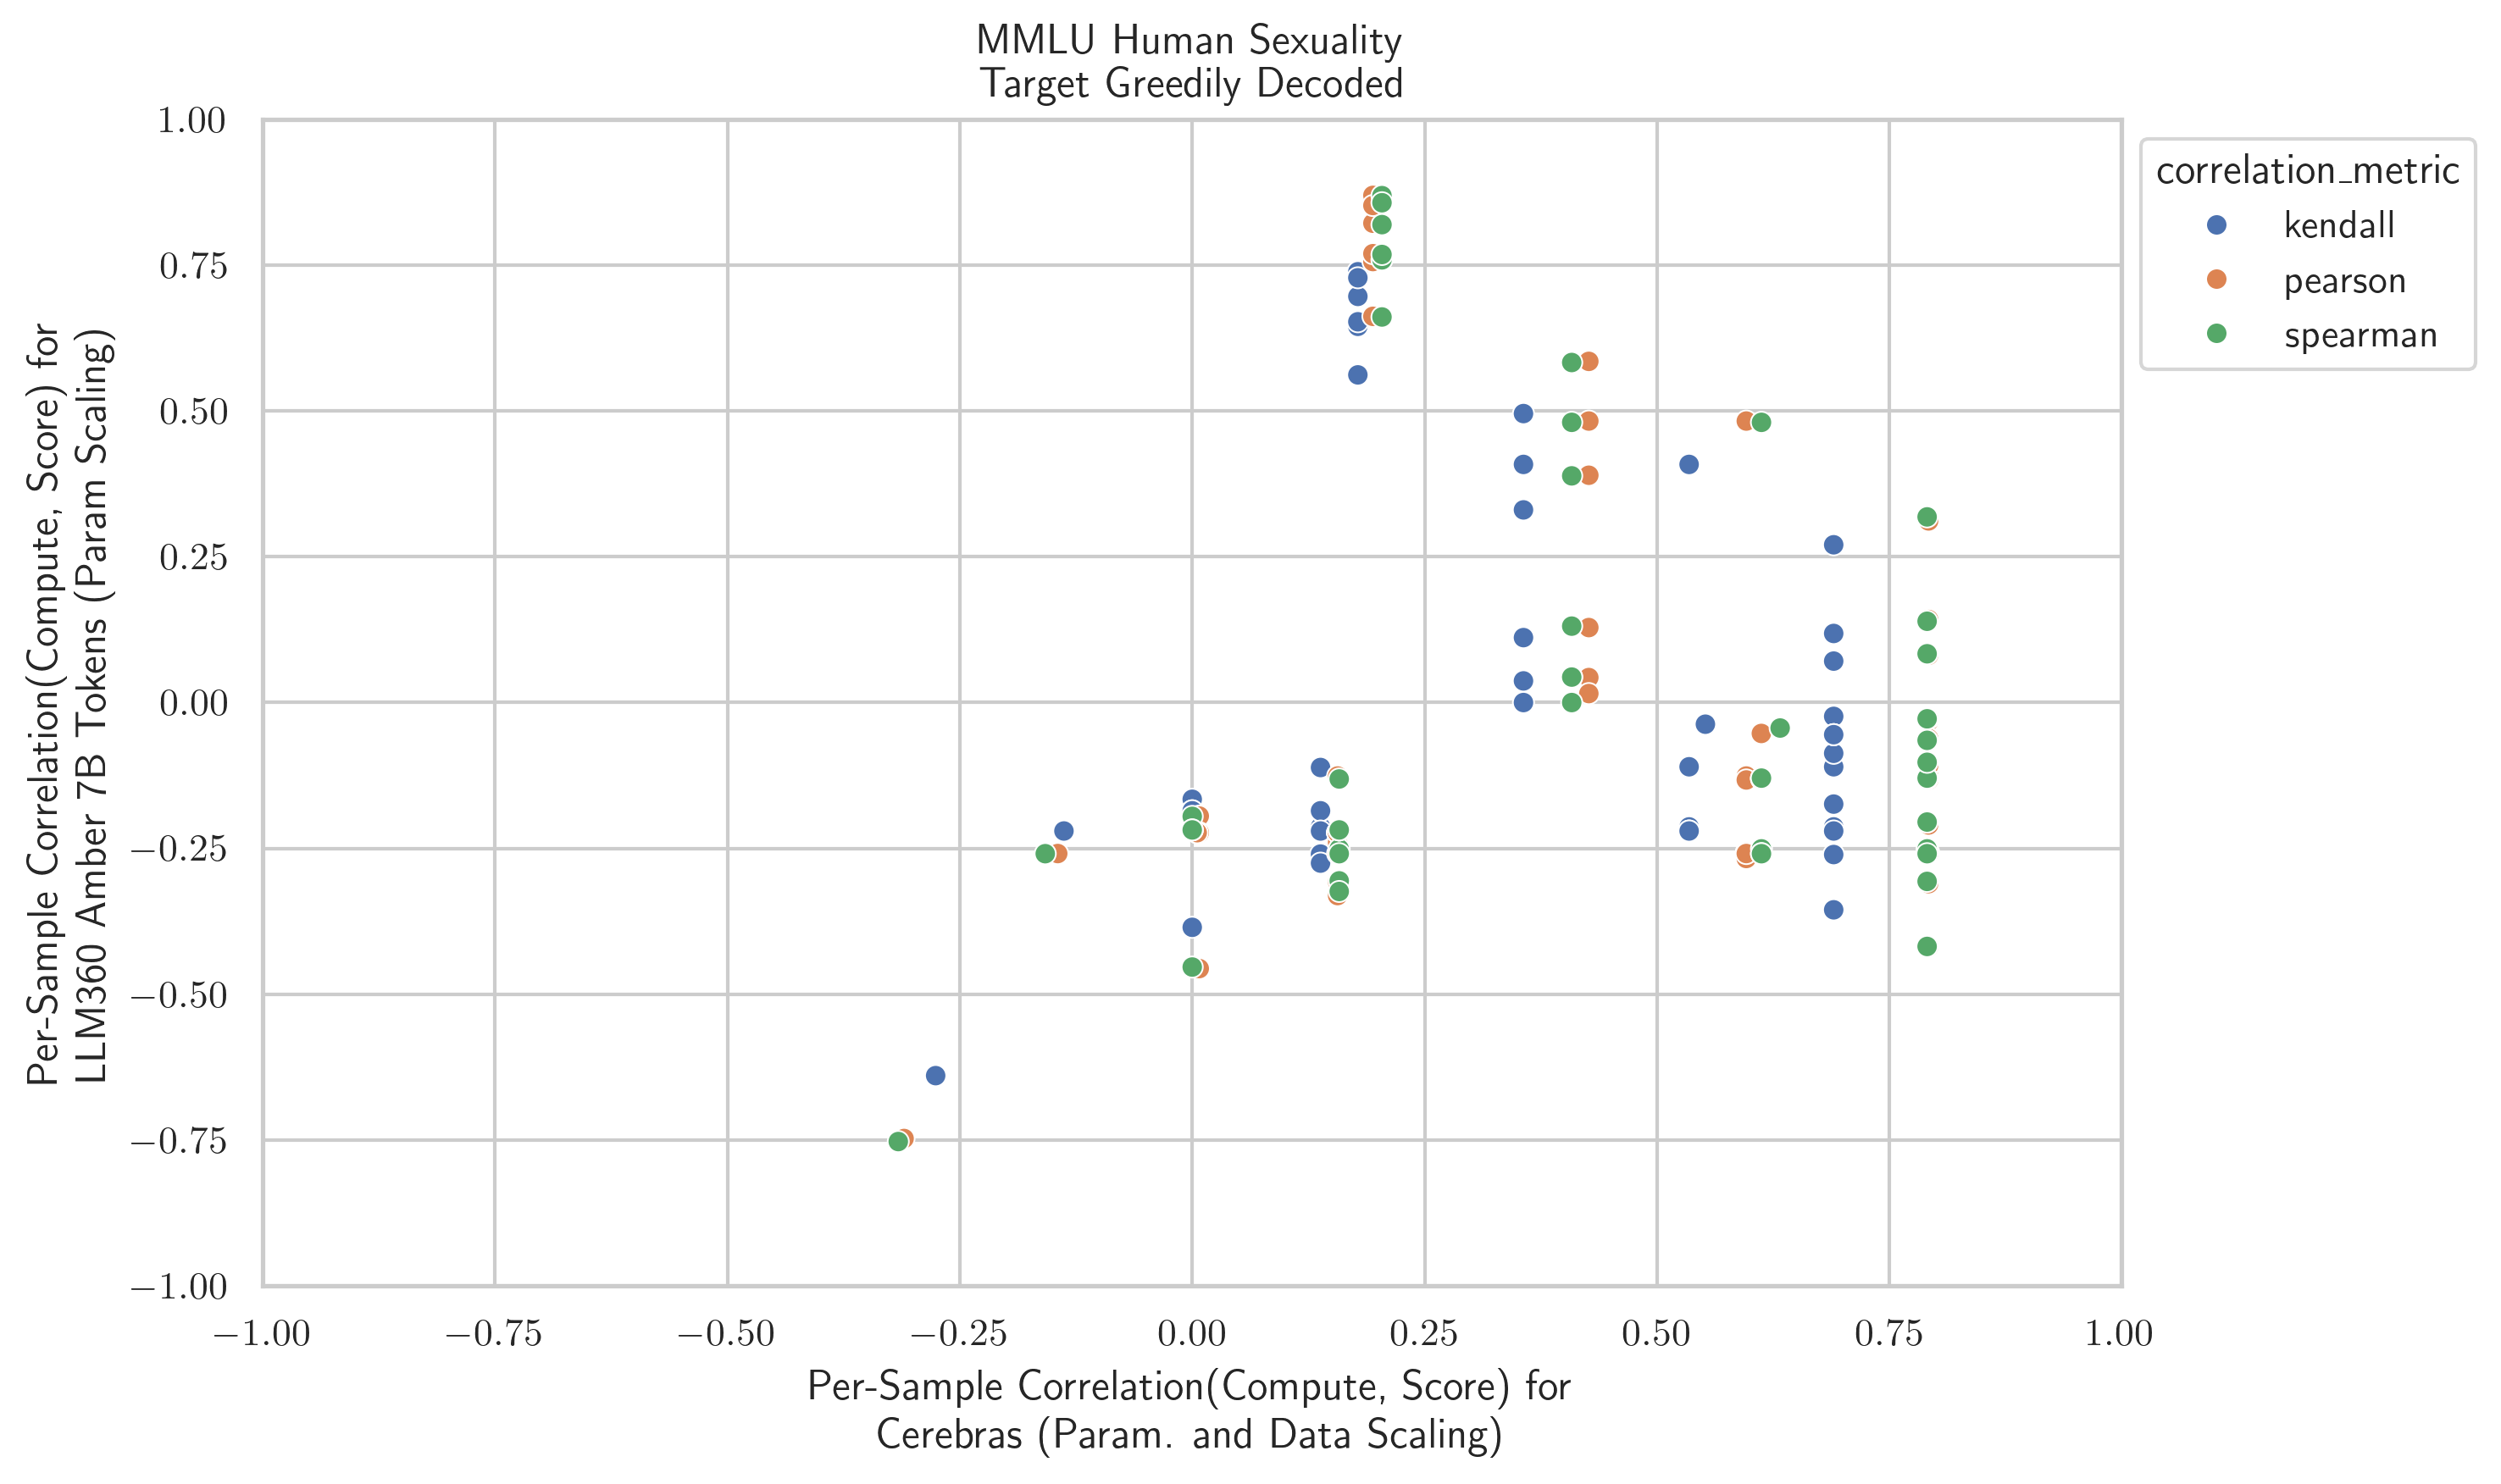 MMLU Human Sexuality
Target Greedily Decoded
1.00
0.75
0.50
0.25
0.00
−0.25
−0.50
−0.75
−1.00
Per-Sample Correlation(Compute, Score) for
LLM360 Amber 7B Tokens (Param Scaling)
−1.00 −0.75 −0.50 −0.25 0.00 0.25 0.50 0.75 1.00
Per-Sample Correlation(Compute, Score) for
Cerebras (Param. and Data Scaling)
correlation_metric
kendall
pearson
spearman